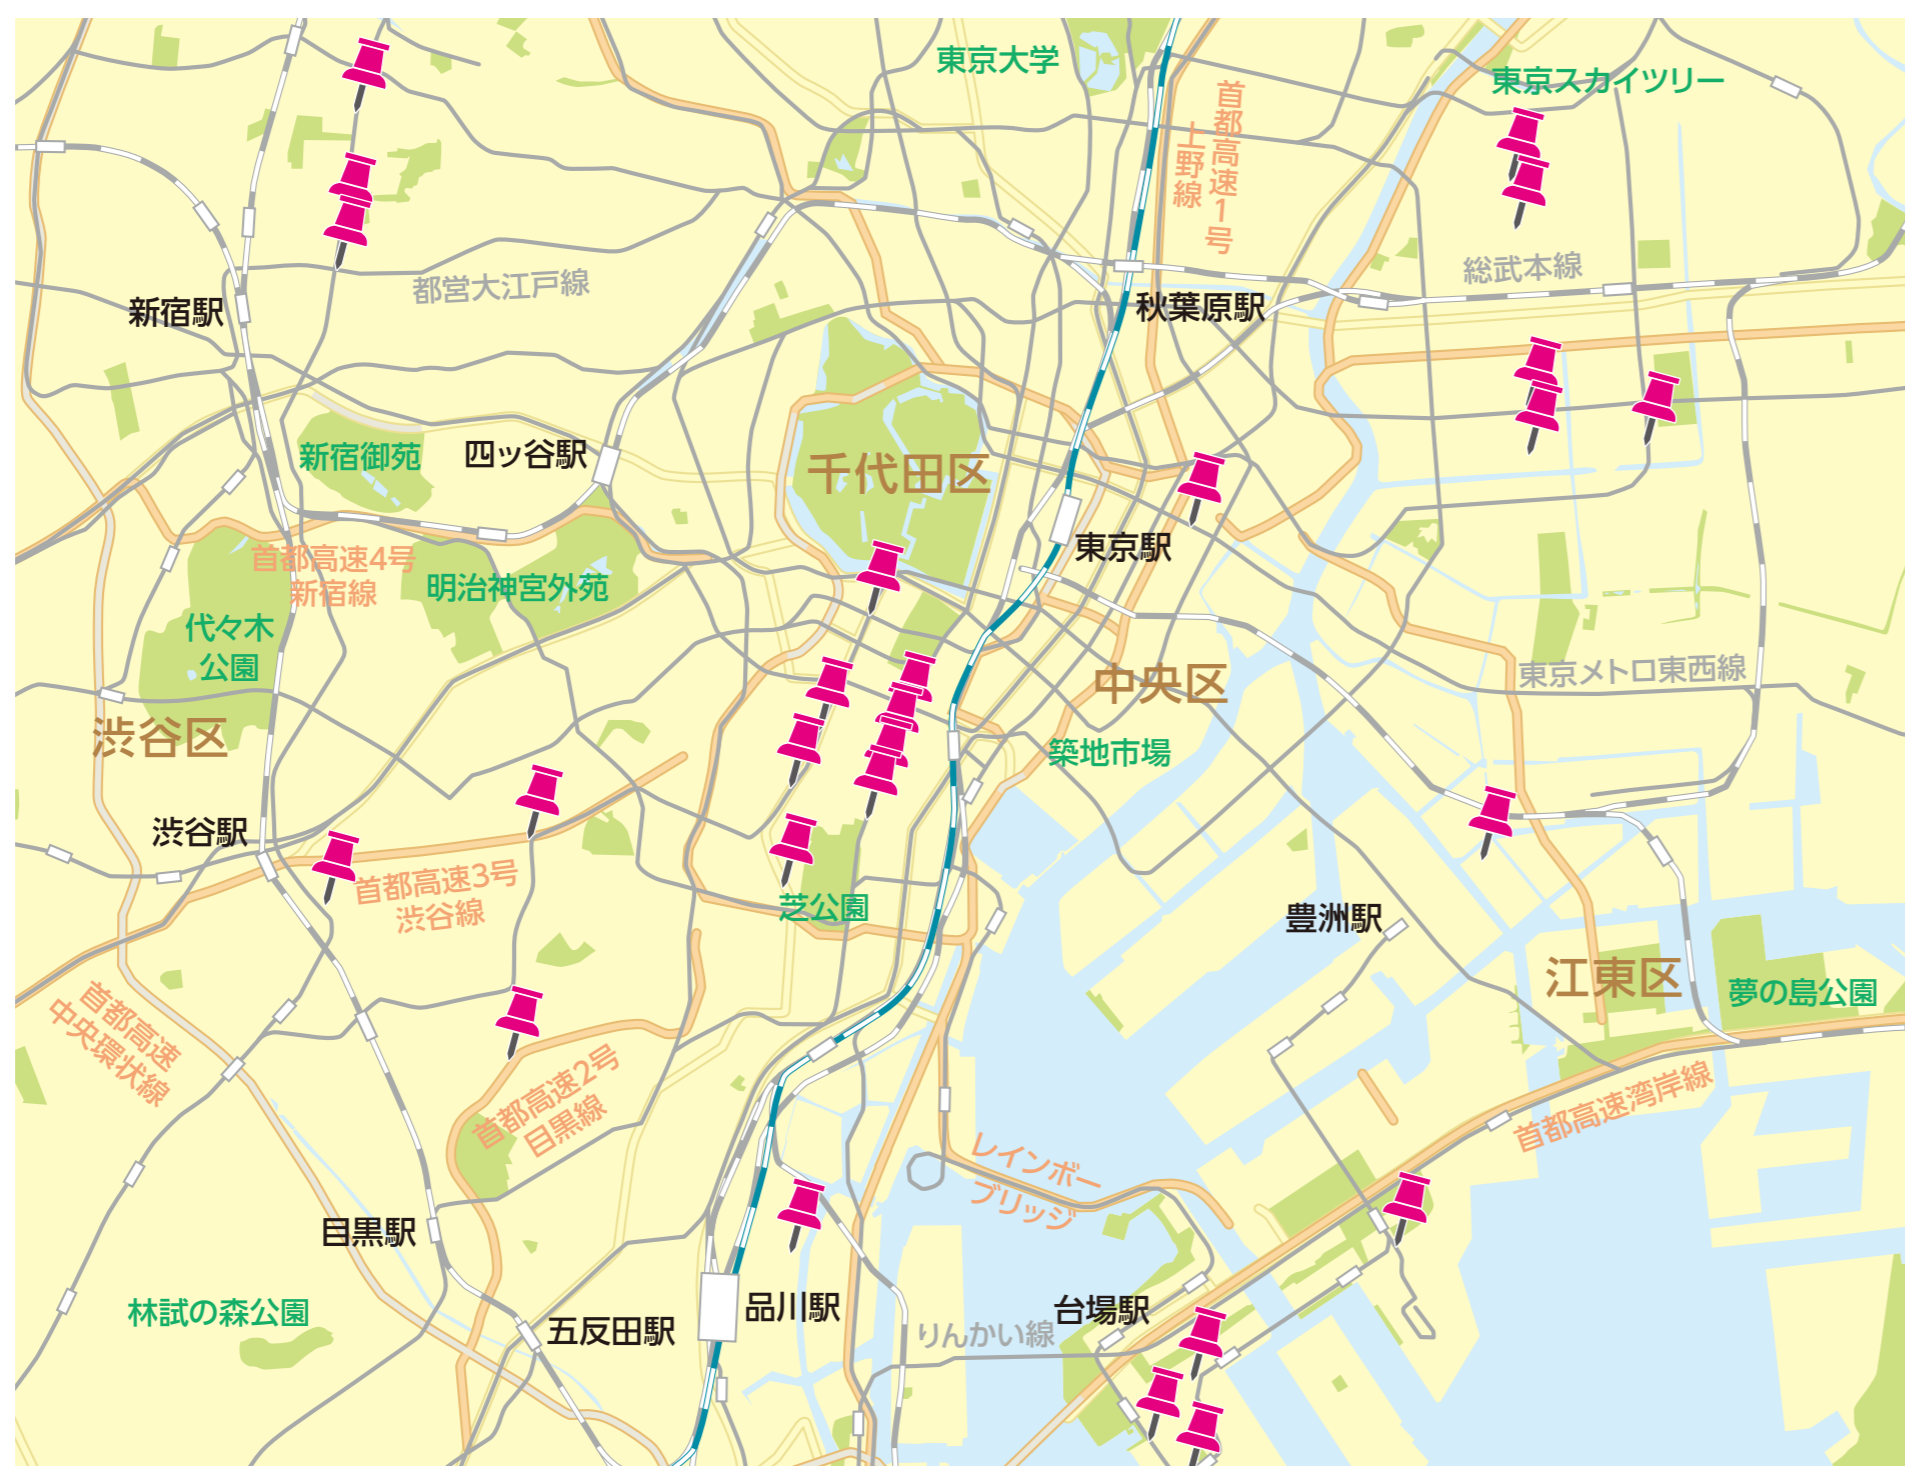 東京大学
東京スカイツリー
首都高速1号
上野線
総武本線
都営大江戸線
新宿駅
秋葉原駅
新宿御苑
四ッ谷駅
千代田区
東京駅
首都高速4号
新宿線
明治神宮外苑
代々木
公園
中央区
東京メトロ東西線
渋谷区
築地市場
渋谷駅
首都高速3号
渋谷線
芝公園
豊洲駅
江東区
夢の島公園
首都高速
中央環状線
首都高速2号
目黒線
首都高速湾岸線
レインボー
ブリッジ
目黒駅
林試の森公園
五反田駅
品川駅
台場駅
りんかい線